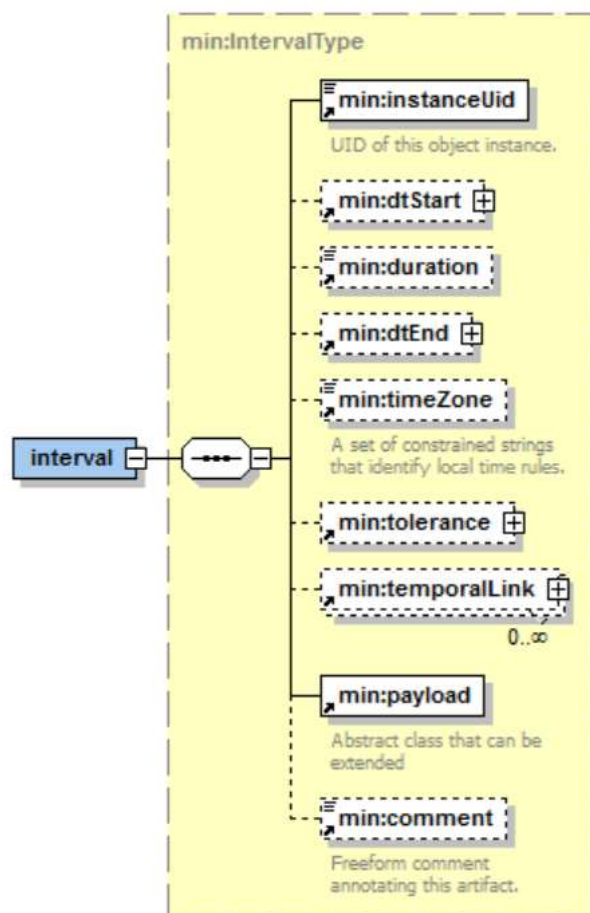 min:IntervalType
min:instanceUid
UID of this object instance.
min:dtStart
min:duration
min:dtEnd
min:timeZone
A set of constrained strings
that identify local time rules.
interval
min:tolerance
min:temporalLink
0..∞
min:payload
Abstract class that can be
extended
min:comment
Freeform comment
annotating this artifact.